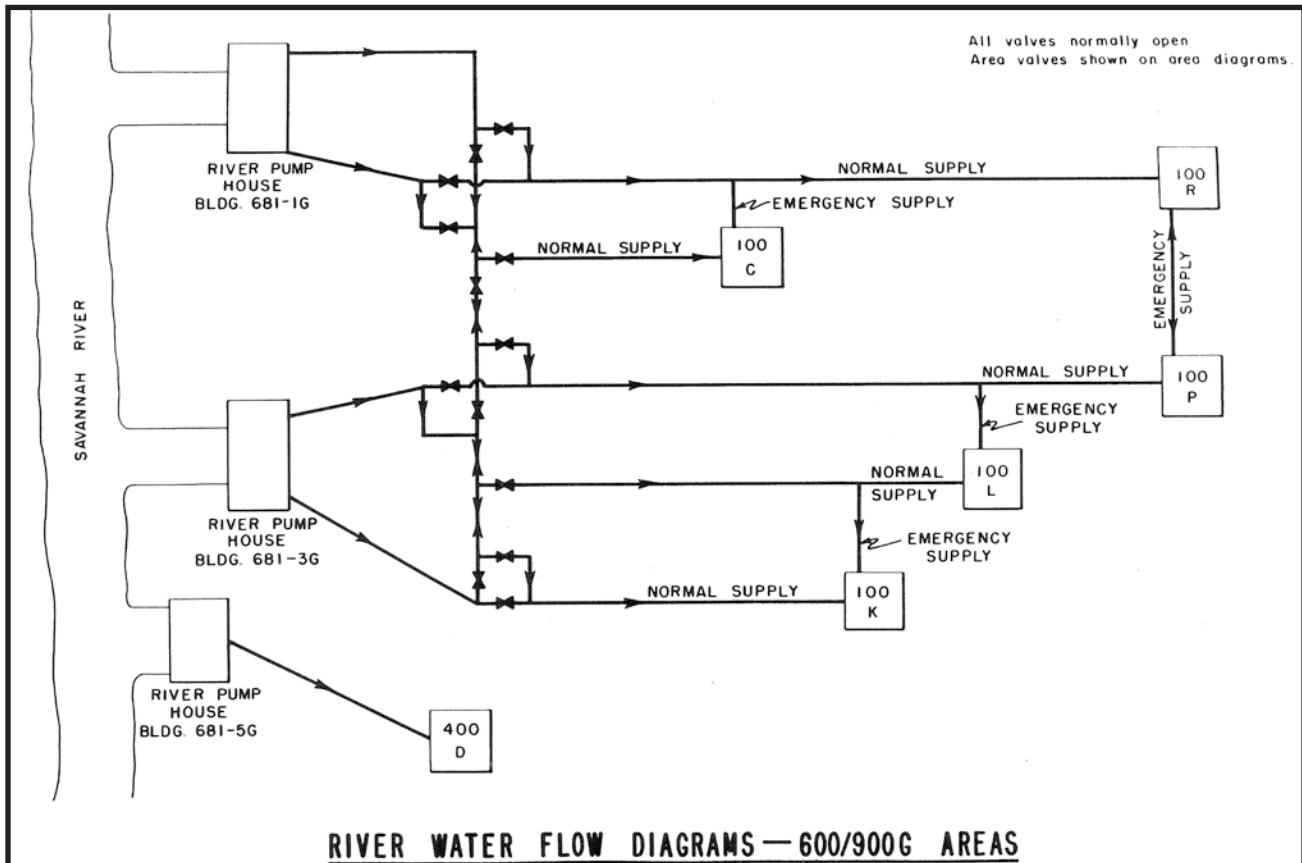 All valves normally open
Area valves shown on area diagrams.
RIVER PUMP
HOUSE
BLDG. 681-1G
NORMAL SUPPLY
100
R
EMERGENCY SUPPLY
NORMAL SUPPLY
100
C
EMERGENCY
SUPPLY
SAVANNAH RIVER
NORMAL SUPPLY
100
P
EMERGENCY
SUPPLY
RIVER PUMP
HOUSE
BLDG. 681-3G
NORMAL
SUPPLY
100
L
EMERGENCY
SUPPLY
NORMAL SUPPLY
100
K
RIVER PUMP
HOUSE
BLDG. 681-5G
400
D
RIVER WATER FLOW DIAGRAMS — 600/900G AREAS